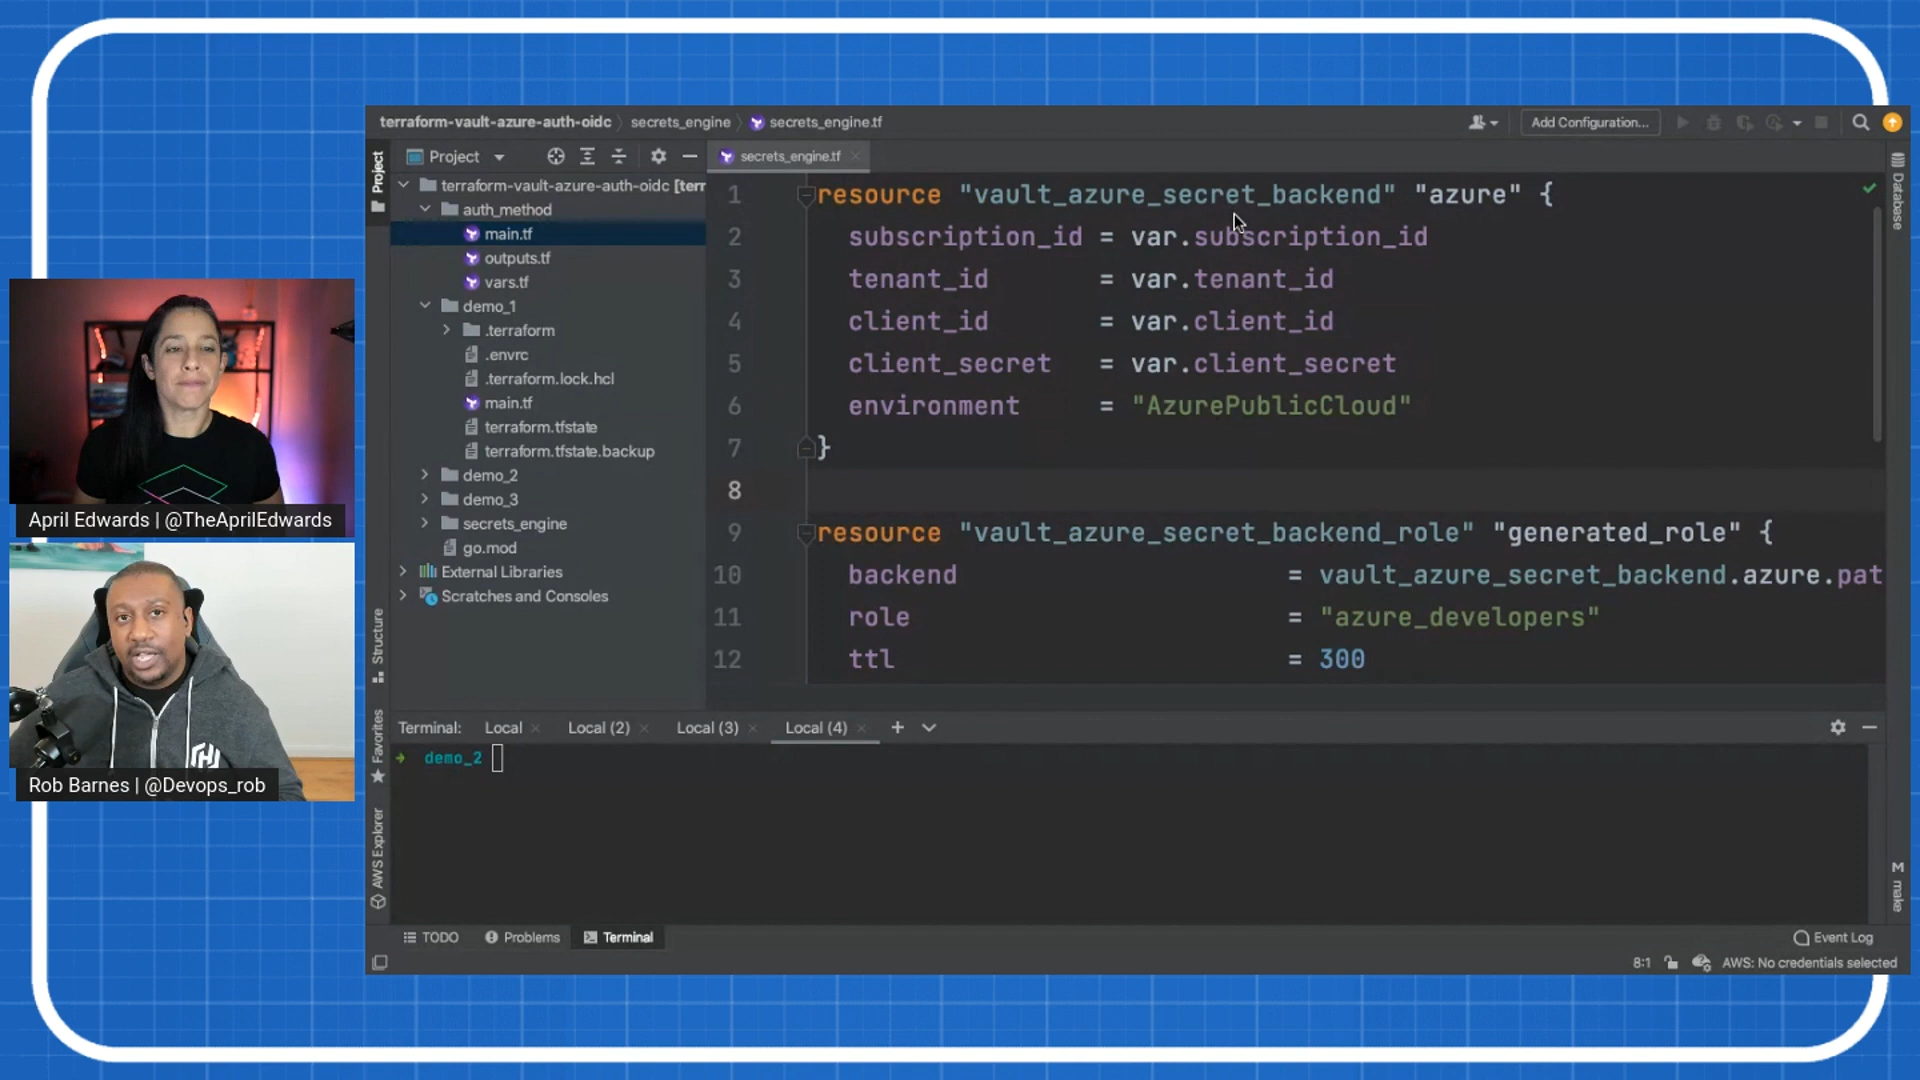 terraform-vault-azure-auth-oidc
secrets_engine
secrets_engine.tf
Add Configuration...
Project
Project
secrets_engine.tf
Database
terraform-vault-azure-auth-oidc [terr
auth_method
main.tf
outputs.tf
vars.tf
demo_1
.terraform
.envrc
.terraform.lock.hcl
main.tf
terraform.tfstate
terraform.tfstate.backup
demo_2
demo_3
secrets_engine
go.mod
External Libraries
Scratches and Consoles
1 resource "vault_azure_secret_backend" "azure" {
2 subscription_id = var.subscription_id
3 tenant_id = var.tenant_id
4 client_id = var.client_id
5 client_secret = var.client_secret
6 environment = "AzurePublicCloud"
7 }
8
9 resource "vault_azure_secret_backend_role" "generated_role" {
10 backend = vault_azure_secret_backend.azure.pat
11 role = "azure_developers"
12 ttl = 300
Structure
Favorites
AWS Explorer
make
Terminal: Local Local (2) Local (3) Local (4)
demo_2
TODO Problems Terminal
Event Log
8:1 AWS: No credentials selected
April Edwards | @TheAprilEdwards
Rob Barnes | @Devops_rob